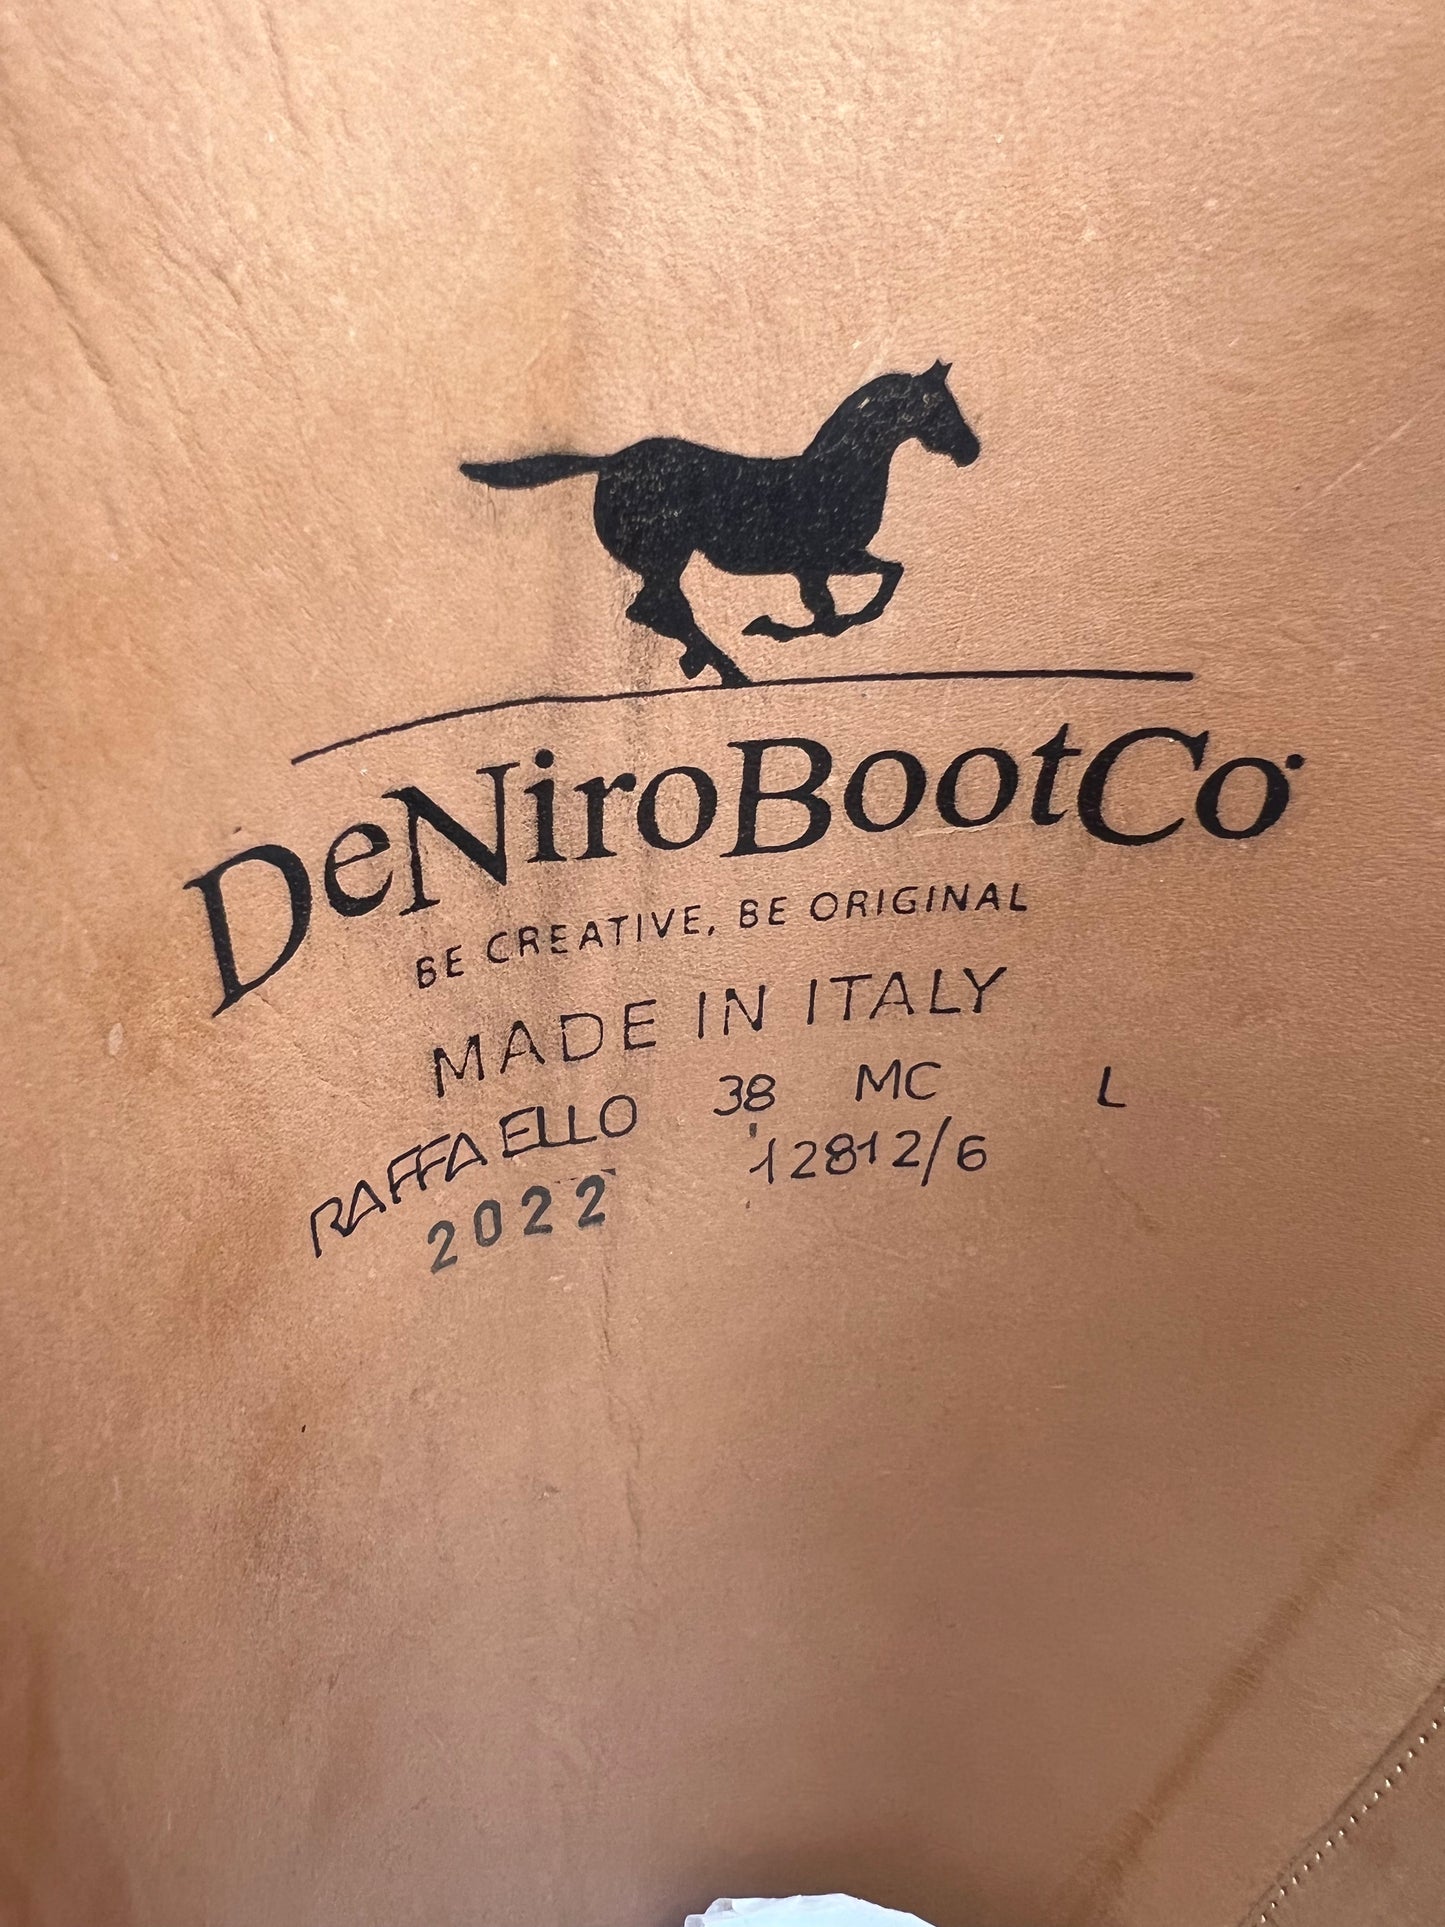 DeNiroBootCo
BE CREATIVE, BE ORIGINAL
MADE IN ITALY
RAFFAELLO 38 MC L
2022 12812/6